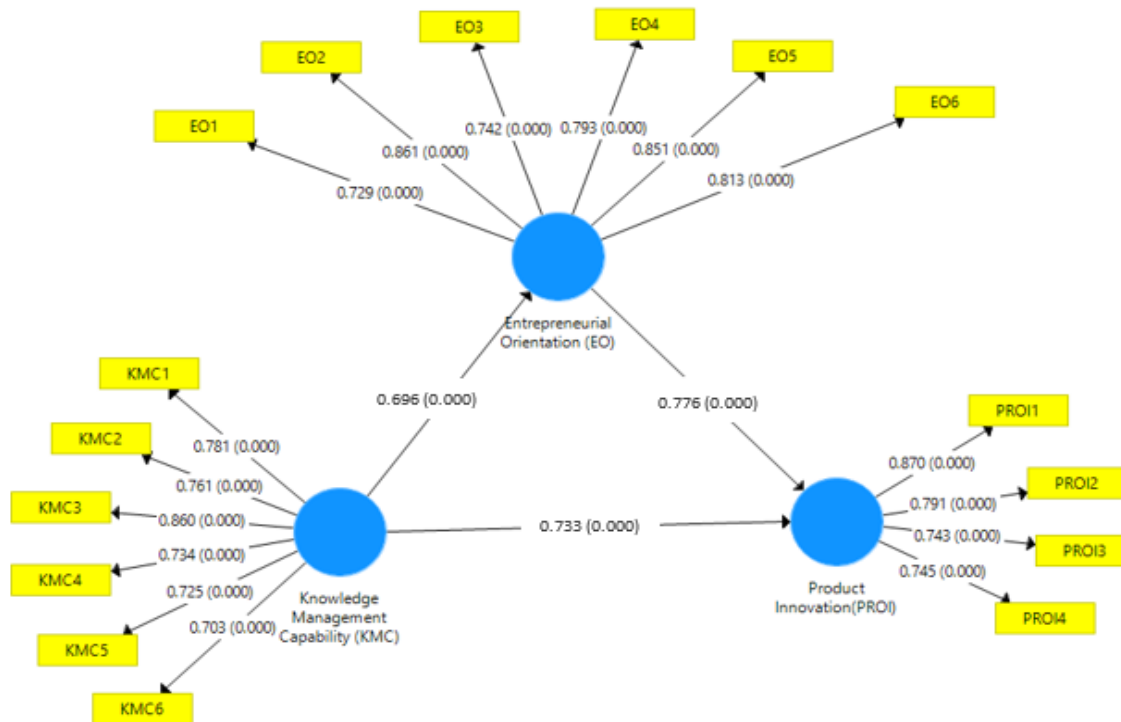 EO3
EO4
EO2
EO5
EO6
EO1
0.742 (0.000)
0.793 (0.000)
0.861 (0.000)
0.851 (0.000)
0.813 (0.000)
0.729 (0.000)
Entrepreneurial
Orientation (EO)
KMC1
KMC2
KMC3
KMC4
KMC5
KMC6
0.781 (0.000)
0.761 (0.000)
0.860 (0.000)
0.734 (0.000)
0.725 (0.000)
0.703 (0.000)
Knowledge
Management
Capability (KMC)
0.696 (0.000)
0.776 (0.000)
0.733 (0.000)
PROI1
PROI2
PROI3
PROI4
0.870 (0.000)
0.791 (0.000)
0.743 (0.000)
0.745 (0.000)
Product
Innovation(PROI)